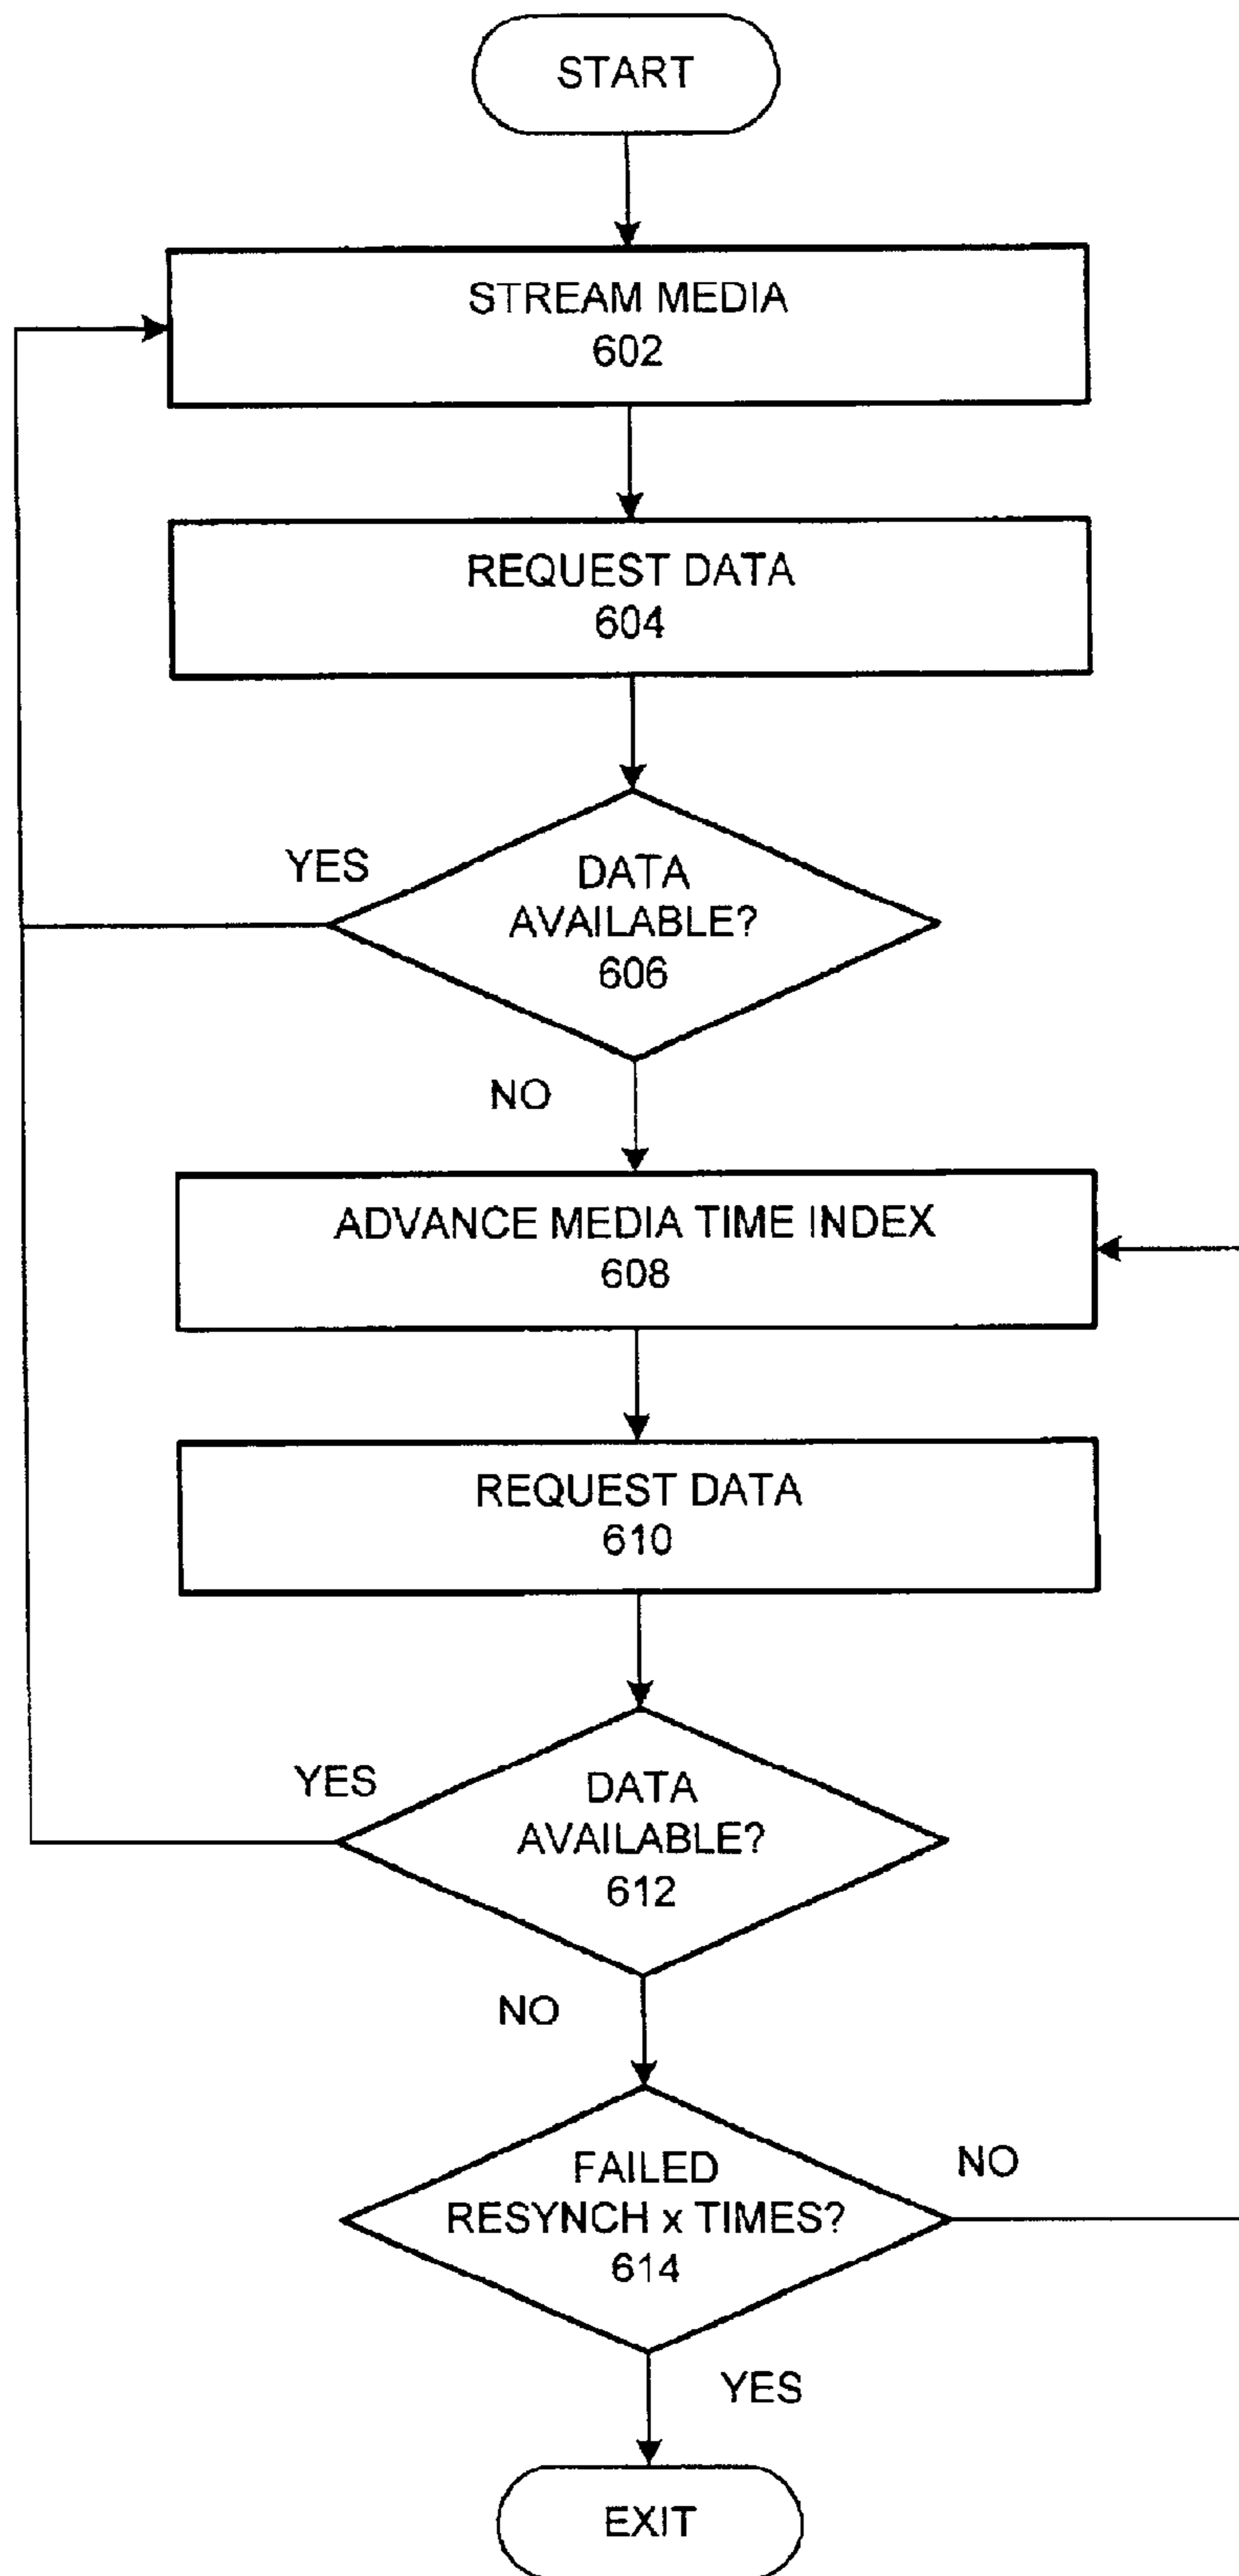 START
STREAM MEDIA
602
REQUEST DATA
604
YES
DATA
AVAILABLE?
606
NO
ADVANCE MEDIA TIME INDEX
608
REQUEST DATA
610
YES
DATA
AVAILABLE?
612
NO
FAILED
RESYNCH x TIMES?
614
NO
YES
EXIT